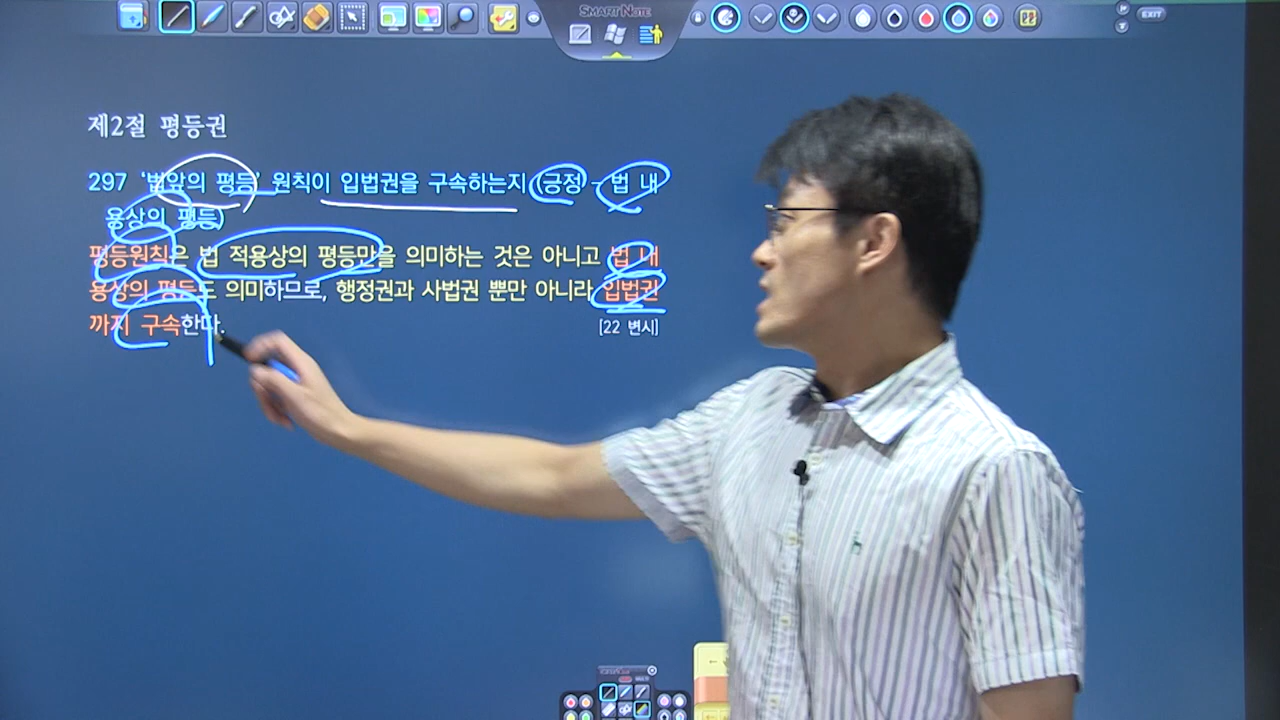 SMART NOTE
EXIT
제2절 평등권
297 '법앞의 평등' 원칙이 입법권을 구속하는지 (긍정 - 법 내
용상의 평등)
평등원칙은 법 적용상의 평등만을 의미하는 것은 아니고 법 내
용상의 평등도 의미하므로, 행정권과 사법권 뿐만 아니라 입법권
까지 구속한다.
[22 변시]